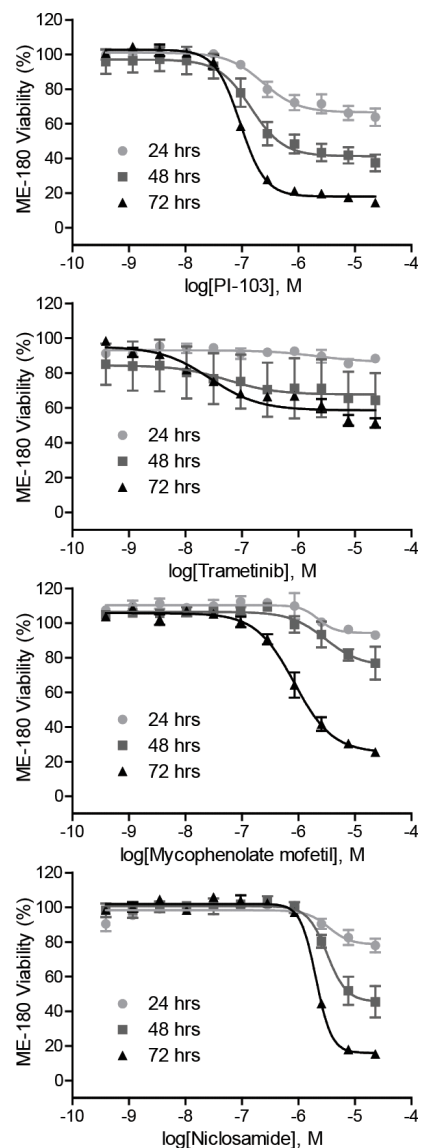 ME-180 Viability (%)
120
100
80
60
40
20
0
24 hrs
48 hrs
72 hrs
-10 -9 -8 -7 -6 -5 -4
log[PI-103], M
ME-180 Viability (%)
120
100
80
60
40
20
0
24 hrs
48 hrs
72 hrs
-10 -9 -8 -7 -6 -5 -4
log[Trametinib], M
ME-180 Viability (%)
120
100
80
60
40
20
0
24 hrs
48 hrs
72 hrs
-10 -9 -8 -7 -6 -5 -4
log[Mycophenolate mofetil], M
ME-180 Viability (%)
120
100
80
60
40
20
0
24 hrs
48 hrs
72 hrs
-10 -9 -8 -7 -6 -5 -4
log[Niclosamide], M